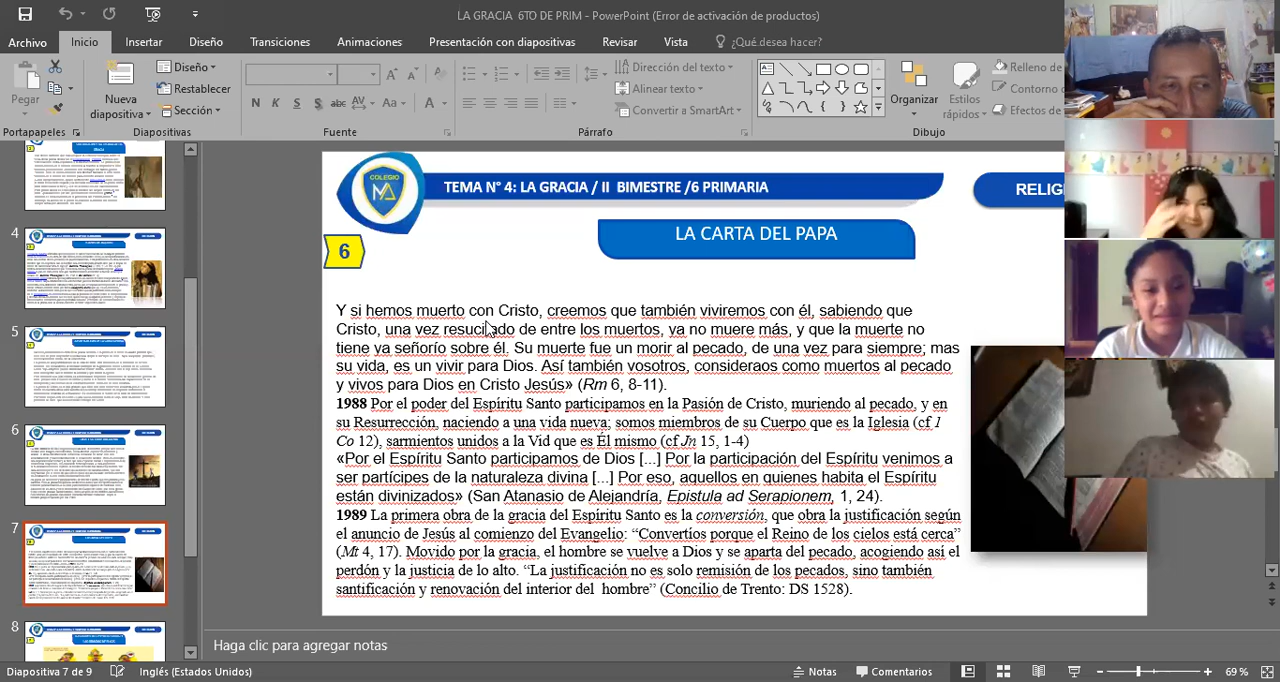 LA GRACIA 6TO DE PRIM - PowerPoint (Error de activación de productos)
Archivo Inicio Insertar Diseño Transiciones Animaciones Presentación con diapositivas Revisar Vista ¿Qué desea hacer?
Pegar
Nueva diapositiva
Diseño
Restablecer
Sección
N K S S abc AV Aa A
Dirección del texto
Alinear texto
Convertir a SmartArt
Organizar
Estilos rápidos
Relleno de
Contorno
Efectos de
Portapapeles Diapositivas Fuente Párrafo Dibujo
4
5
6
7
8
COLEGIO
TEMA N° 4: LA GRACIA / II BIMESTRE /6 PRIMARIA
RELIG
LA CARTA DEL PAPA
6
Y si hemos muerto con Cristo, creemos que también viviremos con él, sabiendo que
Cristo, una vez resucitado de entre los muertos, ya no muere más, y que la muerte no
tiene ya señorío sobre él. Su muerte fue un morir al pecado, de una vez para siempre; mas
su vida, es un vivir para Dios. Así también vosotros, consideraos como muertos al pecado
y vivos para Dios en Cristo Jesús» (Rm 6, 8-11).
1988 Por el poder del Espíritu Santo participamos en la Pasión de Cristo, muriendo al pecado, y en
su Resurrección, naciendo a una vida nueva; somos miembros de su Cuerpo que es la Iglesia (cf. 1
Co 12), sarmientos unidos a la Vid que es Él mismo (cf. Jn 15, 1-4)
«Por el Espíritu Santo participamos de Dios [...] Por la participación del Espíritu venimos a
ser partícipes de la naturaleza divina [...] Por eso, aquellos en quienes habita el Espíritu
están divinizados» (San Atanasio de Alejandría, Epistula ad Serapionem, 1, 24).
1989 La primera obra de la gracia del Espíritu Santo es la conversión, que obra la justificación según
el anuncio de Jesús al comienzo del Evangelio: “Convertíos porque el Reino de los cielos está cerca”
(Mt 4, 17). Movido por la gracia, el hombre se vuelve a Dios y se aparta del pecado, acogiendo así el
perdón y la justicia de lo alto. “La justificación no es solo remisión de los pecados, sino también
santificación y renovación del interior del hombre” (Concilio de Trento: DS 1528).
Haga clic para agregar notas
Diapositiva 7 de 9 Inglés (Estados Unidos) Notas Comentarios 69 %